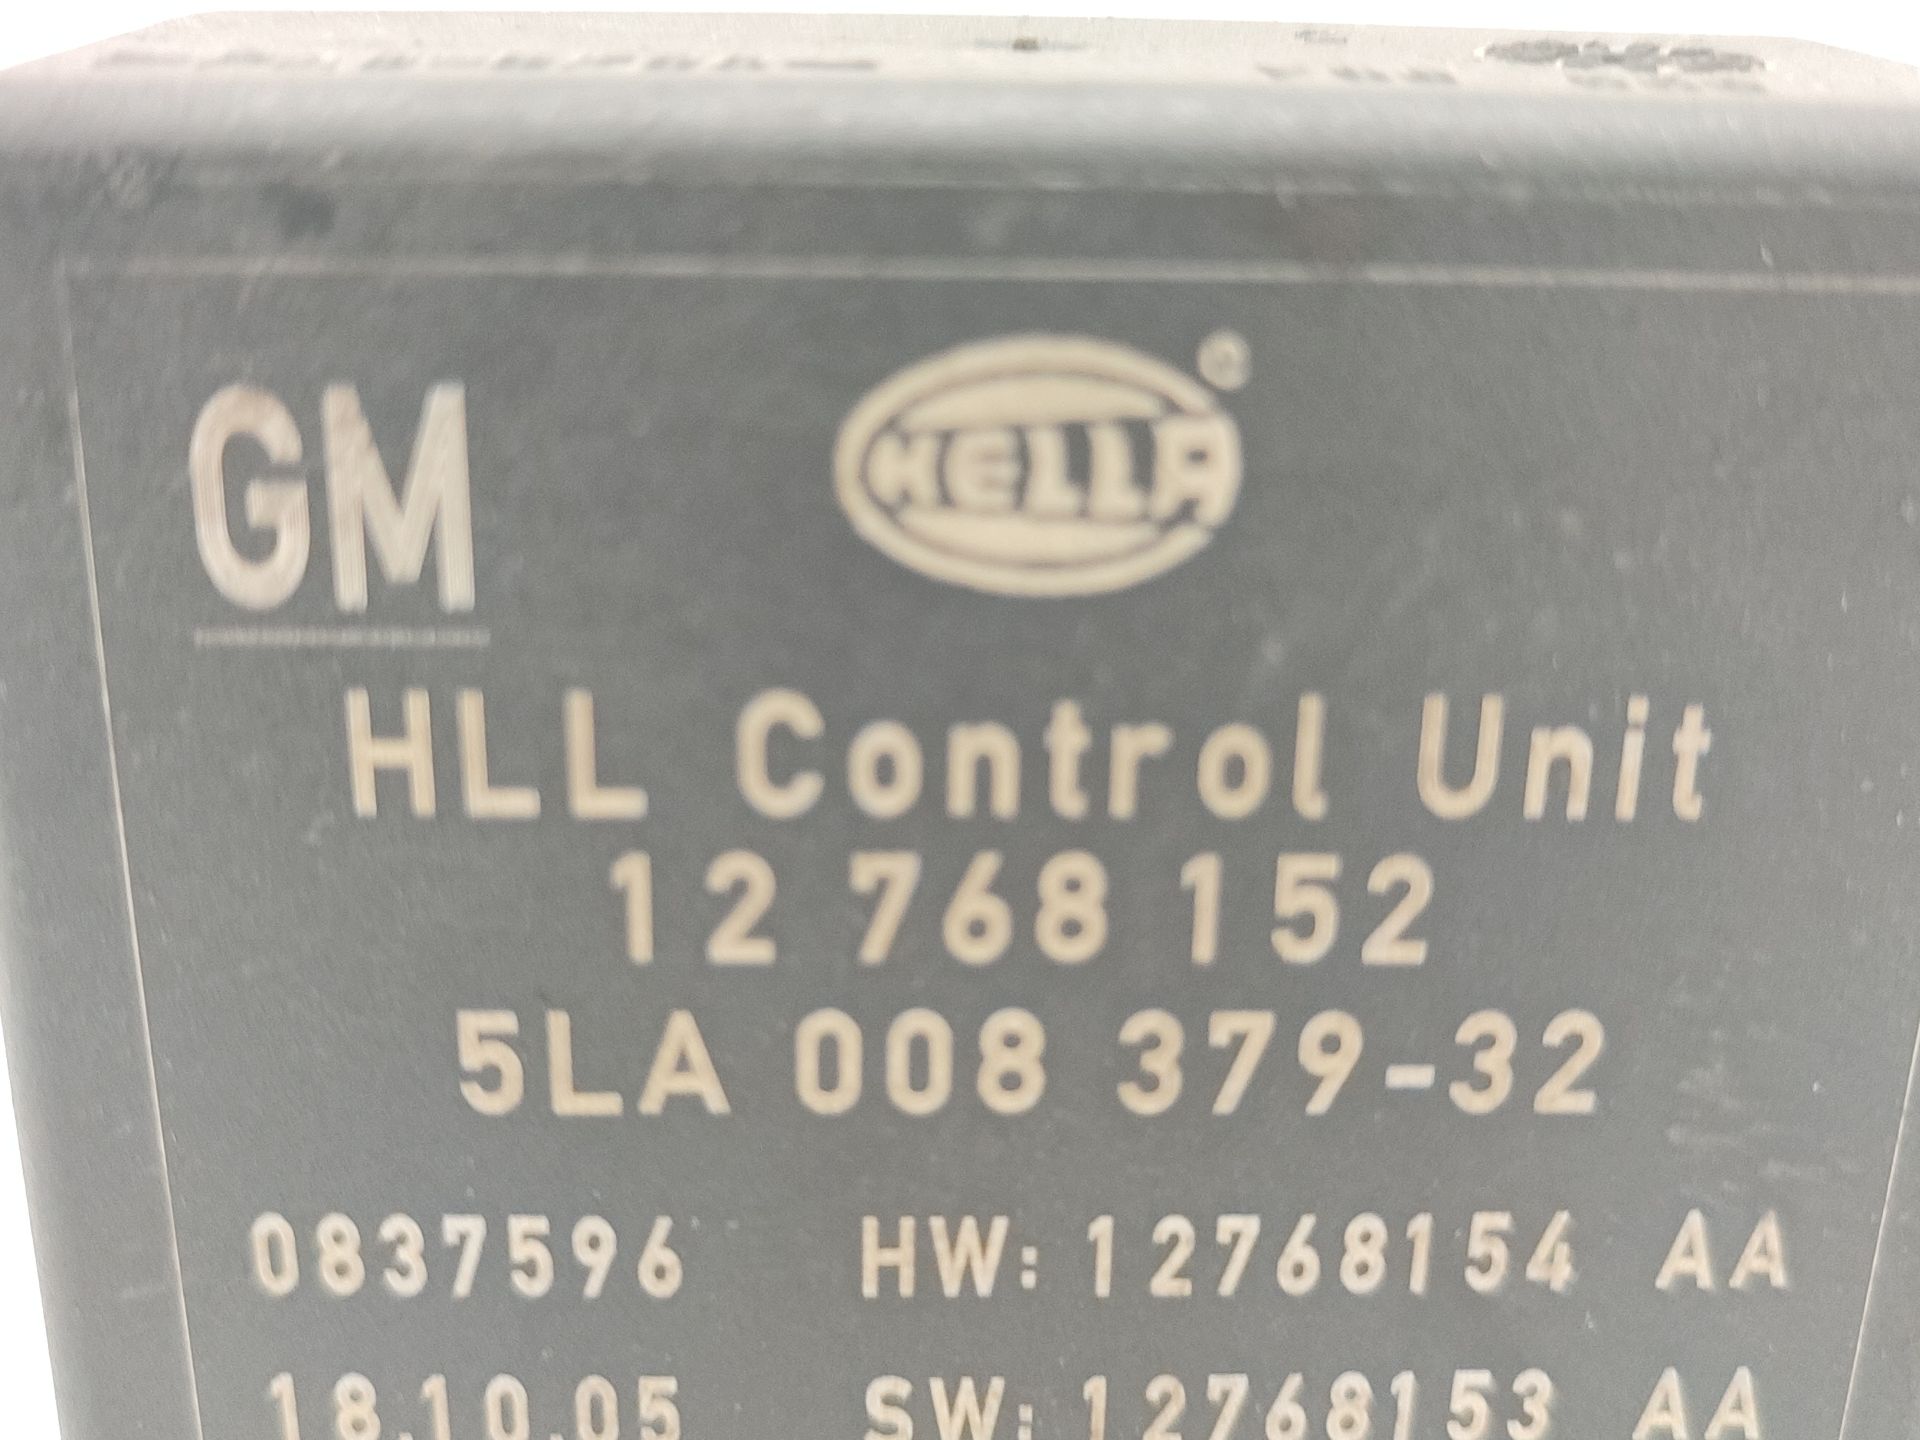 GM HELLA ®
HLL Control Unit
12 768 152
5LA 008 379-32
0837596 HW: 12768154 AA
18.10.05 SW: 12768153 AA